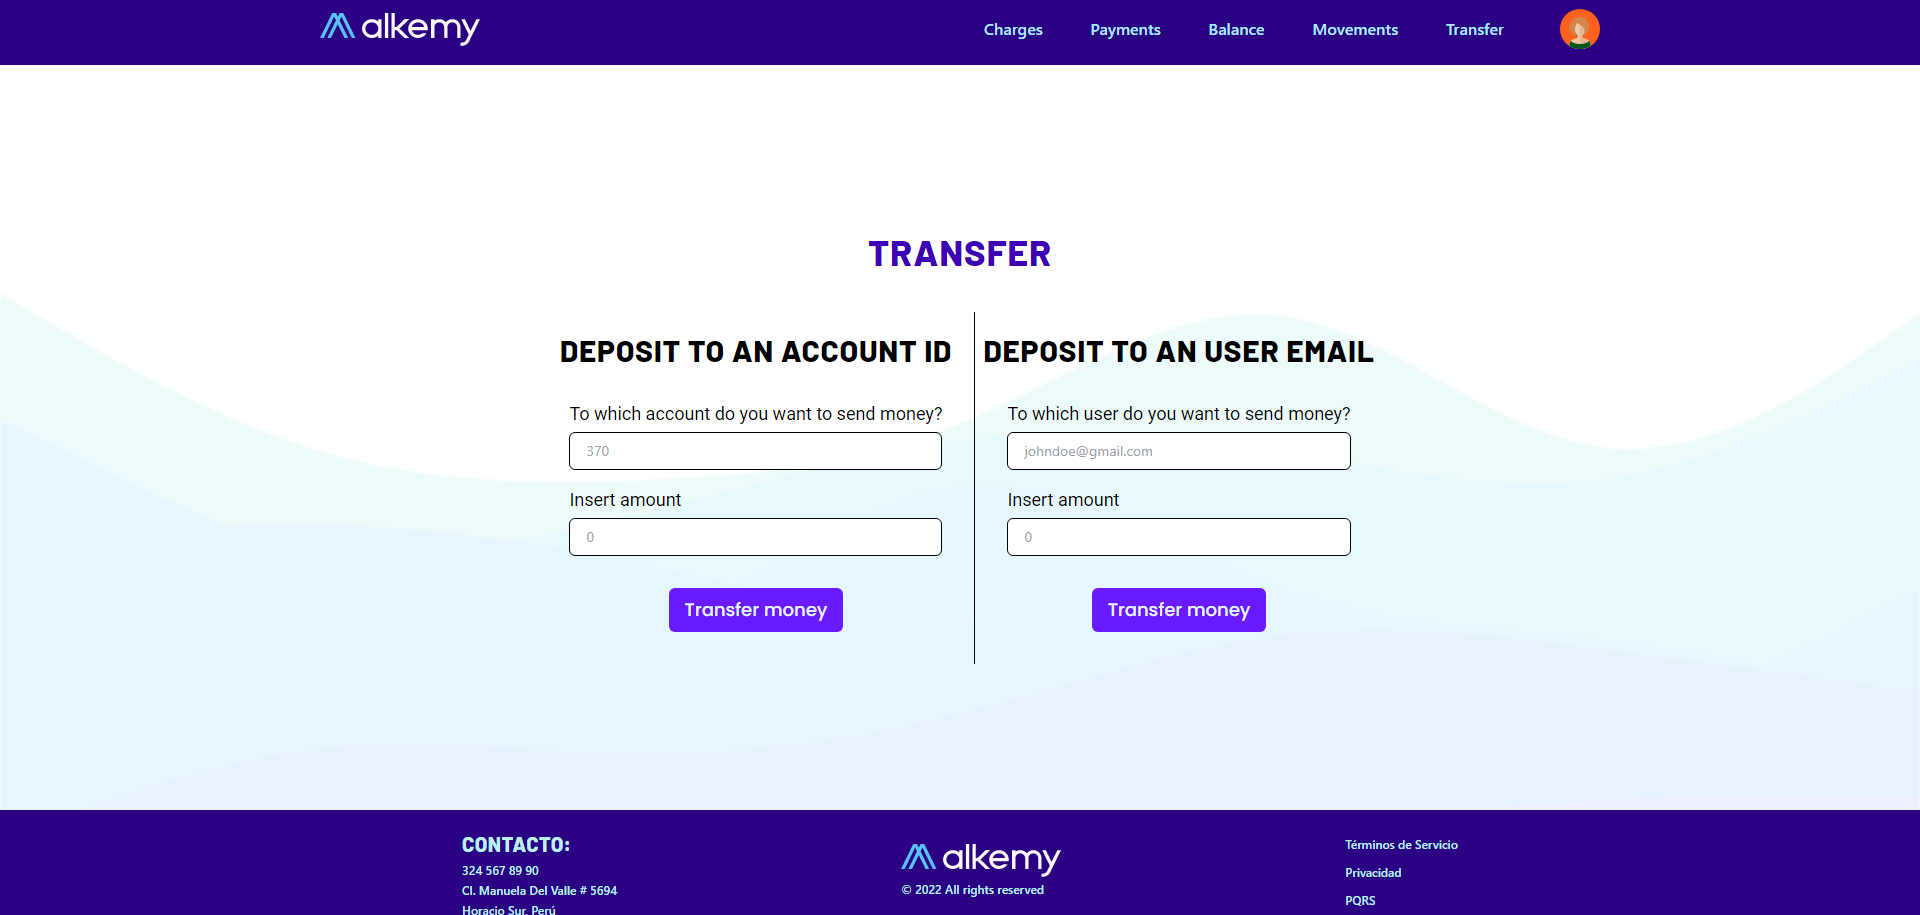 alkemy
Charges
Payments
Balance
Movements
Transfer
TRANSFER
DEPOSIT TO AN ACCOUNT ID
To which account do you want to send money?
370
Insert amount
0
Transfer money
DEPOSIT TO AN USER EMAIL
To which user do you want to send money?
johndoe@gmail.com
Insert amount
0
Transfer money
CONTACTO:
324 567 89 90
Cl. Manuela Del Valle # 5694
Horacio Sur, Perú
alkemy
© 2022 All rights reserved
Términos de Servicio
Privacidad
PQRS